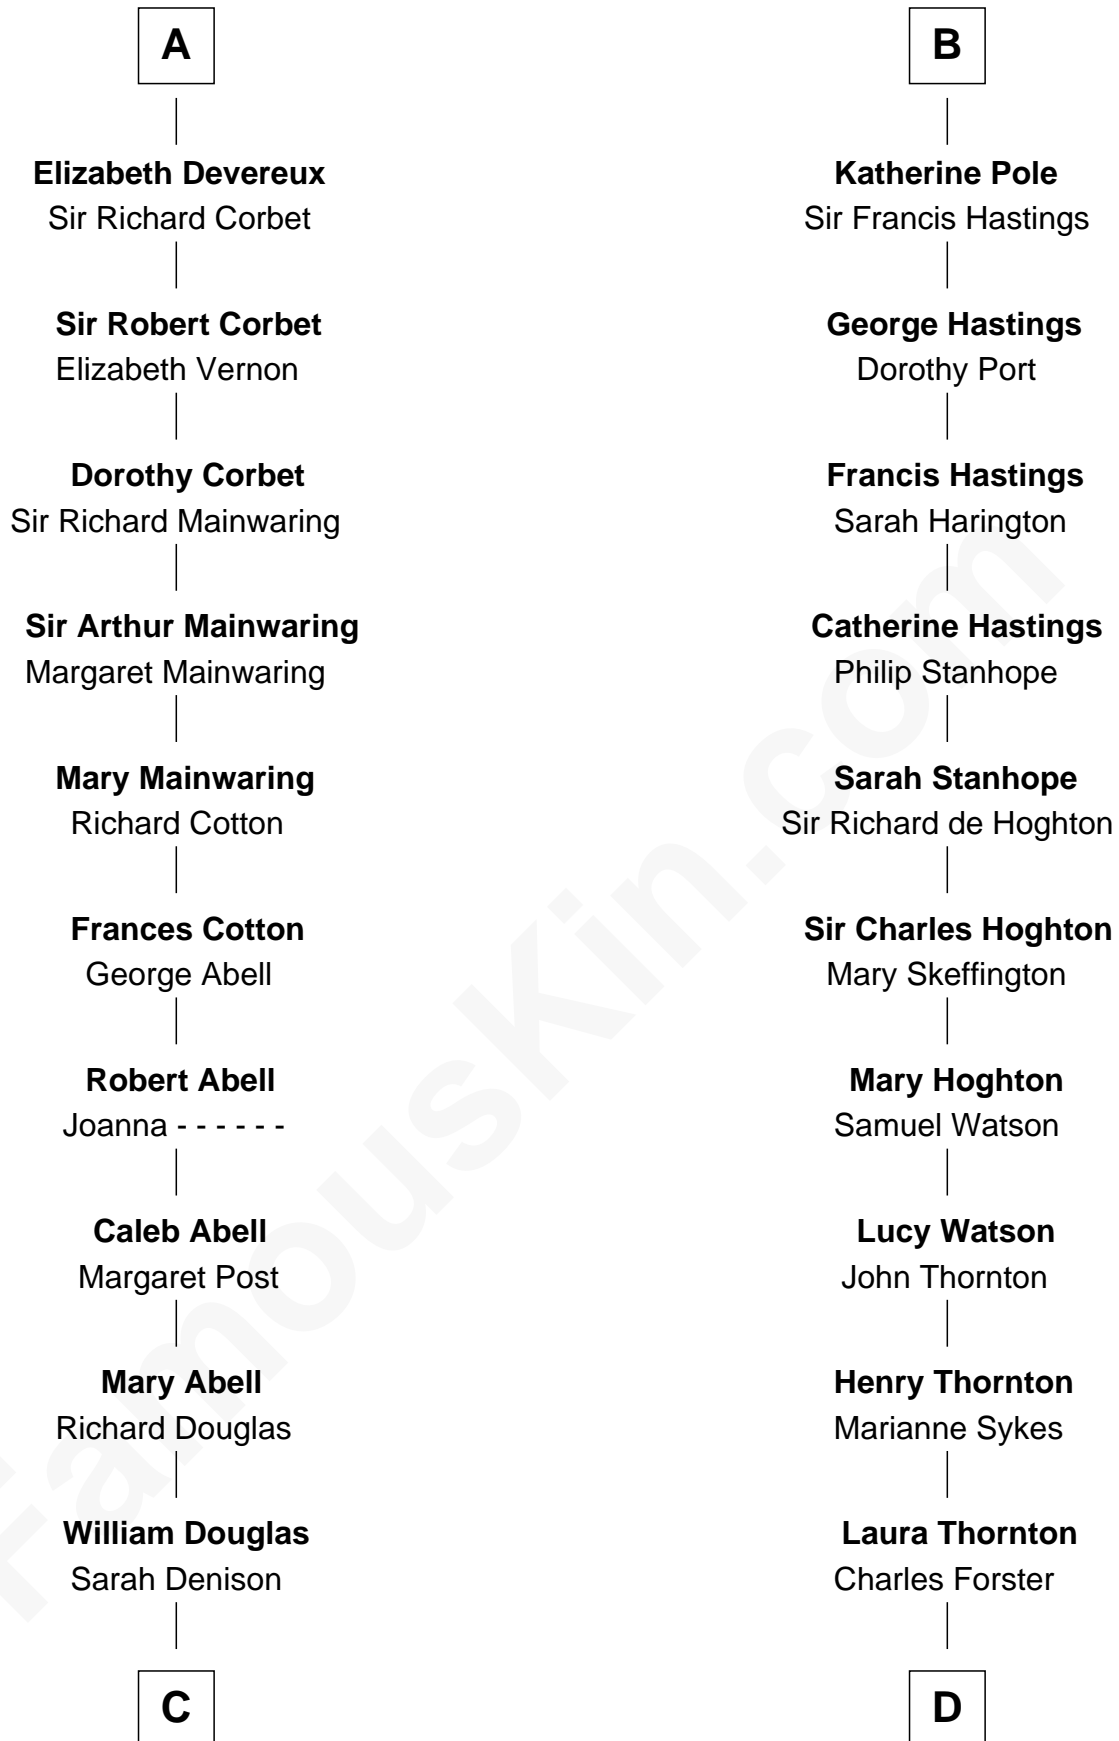 A
Elizabeth Devereux
Sir Richard Corbet
Sir Robert Corbet
Elizabeth Vernon
Dorothy Corbet
Sir Richard Mainwaring
Sir Arthur Mainwaring
Margaret Mainwaring
Mary Mainwaring
Richard Cotton
Frances Cotton
George Abell
Robert Abell
Joanna - - - - - -
Caleb Abell
Margaret Post
Mary Abell
Richard Douglas
William Douglas
Sarah Denison
C
B
Katherine Pole
Sir Francis Hastings
George Hastings
Dorothy Port
Francis Hastings
Sarah Harington
Catherine Hastings
Philip Stanhope
Sarah Stanhope
Sir Richard de Hoghton
Sir Charles Hoghton
Mary Skeffington
Mary Hoghton
Samuel Watson
Lucy Watson
John Thornton
Henry Thornton
Marianne Sykes
Laura Thornton
Charles Forster
D
FamousKin.com